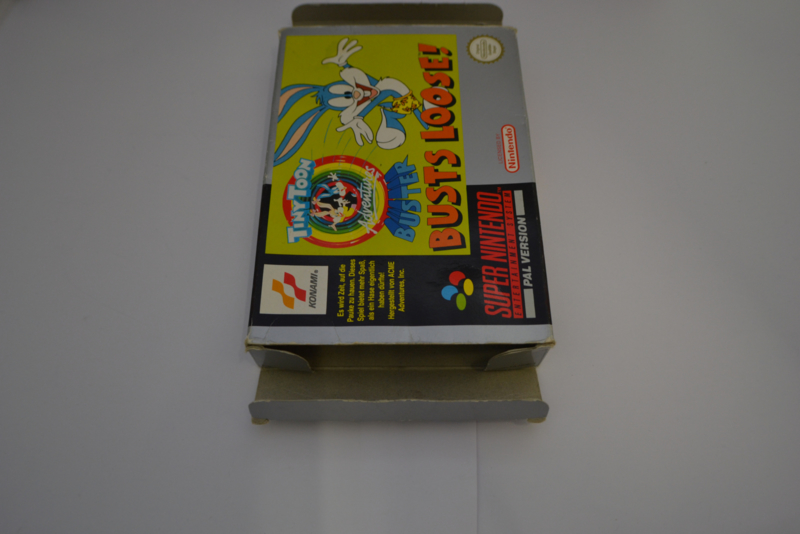 TINY TOON
Adventures
BUSTER
BUSTS LOOSE!
Nintendo
SUPER NINTENDO
ENTERTAINMENT SYSTEM
PAL VERSION
KONAMI®
Es wird Zeit, auf die
Pauke zu hauen. Dieses
Spiel bietet mehr Spaß,
als ein Hase eigentlich
haben dürfte!
Hergestellt von ACME
Adventures, Inc.